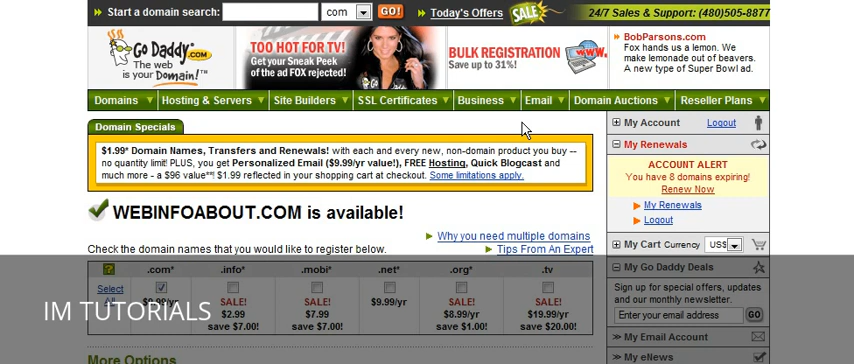 Start a domain search: com GO! Today's Offers SALE 24/7 Sales & Support: (480)505-8877
Go Daddy.COM
The web
is your Domain!™
TOO HOT FOR TV!
Get your Sneak Peek
of the ad FOX rejected!
BULK REGISTRATION
Save up to 31%!
WWW.
BobParsons.com
Fox hands us a lemon. We
make lemonade out of beavers.
A new type of Super Bowl ad.
Domains Hosting & Servers Site Builders SSL Certificates Business Email Domain Auctions Reseller Plans
Domain Specials
$1.99* Domain Names, Transfers and Renewals! with each and every new, non-domain product you buy --
no quantity limit! PLUS, you get Personalized Email ($9.99/yr value!), FREE Hosting, Quick Blogcast and
much more - a $96 value**! $1.99 reflected in your shopping cart at checkout. Some limitations apply.
WEBINFOABOUT.COM is available!
Why you need multiple domains
Check the domain names that you would like to register below.
Tips From An Expert
? .com* .info* .mobi* .net* .org* .tv
Select
All
$9.99/yr
SALE!
$2.99
save $7.00!
SALE!
$7.99
save $7.00!
$9.99/yr
SALE!
$8.99/yr
save $1.00!
SALE!
$19.99/yr
save $20.00!
IM TUTORIALS
More Options
My Account Logout
My Renewals
ACCOUNT ALERT
You have 8 domains expiring!
Renew Now
My Renewals
Logout
My Cart Currency US$
My Go Daddy Deals
Sign up for special offers, updates
and our monthly newsletter.
Enter your email address GO
My Email Account
My eNews